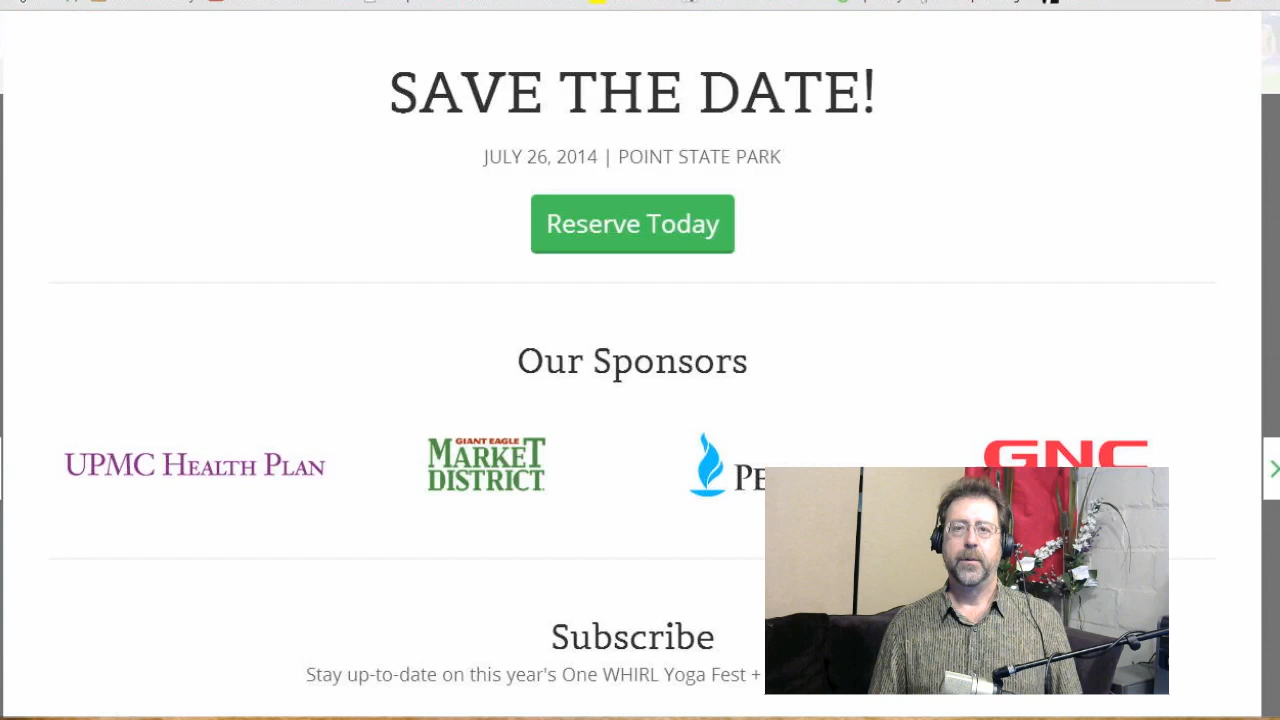 SAVE THE DATE!
JULY 26, 2014 | POINT STATE PARK
Reserve Today
Our Sponsors
UPMC HEALTH PLAN
GIANT EAGLE
MARKET
DISTRICT
GNC
Subscribe
Stay up-to-date on this year's One WHIRL Yoga Fest +